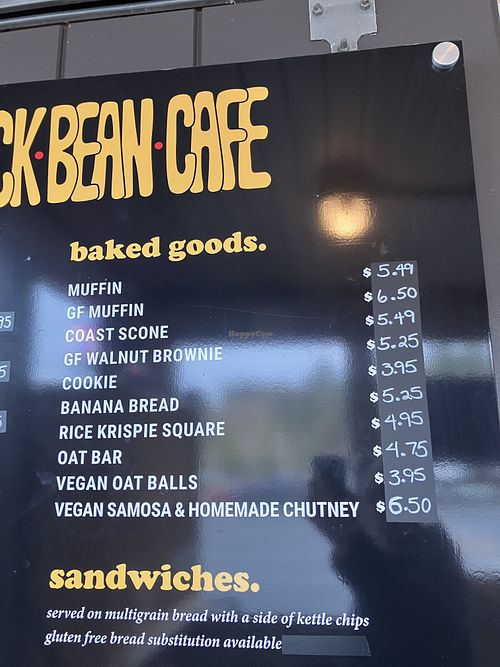 CK·BEAN·CAFE
baked goods.
MUFFIN $5.49
GF MUFFIN $6.50
COAST SCONE $5.49
GF WALNUT BROWNIE $5.25
COOKIE $3.95
BANANA BREAD $5.25
RICE KRISPIE SQUARE $4.95
OAT BAR $4.75
VEGAN OAT BALLS $3.95
VEGAN SAMOSA & HOMEMADE CHUTNEY $6.50
95
5
HappyCow
sandwiches.
served on multigrain bread with a side of kettle chips
gluten free bread substitution available